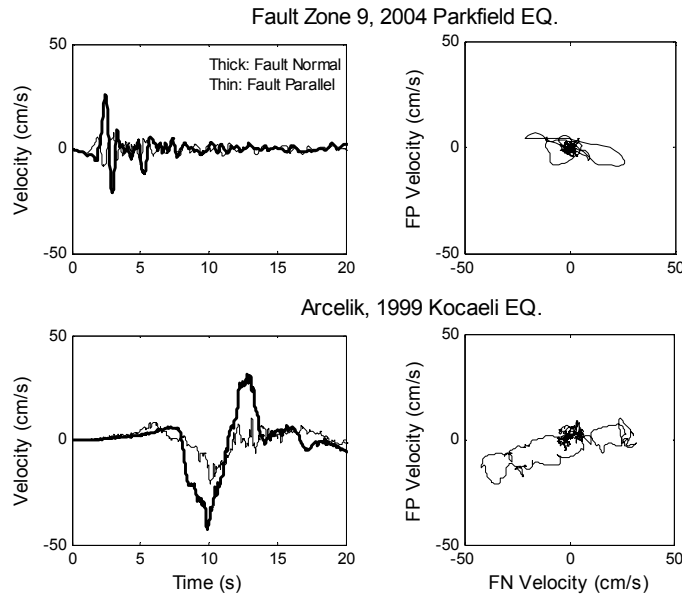 Fault Zone 9, 2004 Parkfield EQ.
50
0
-50
Velocity (cm/s)
Thick: Fault Normal
Thin: Fault Parallel
0
5
10
15
20
50
0
-50
FP Velocity (cm/s)
-50
0
50
Arcelik, 1999 Kocaeli EQ.
50
0
-50
Velocity (cm/s)
0
5
10
15
20
Time (s)
50
0
-50
FP Velocity (cm/s)
-50
0
50
FN Velocity (cm/s)